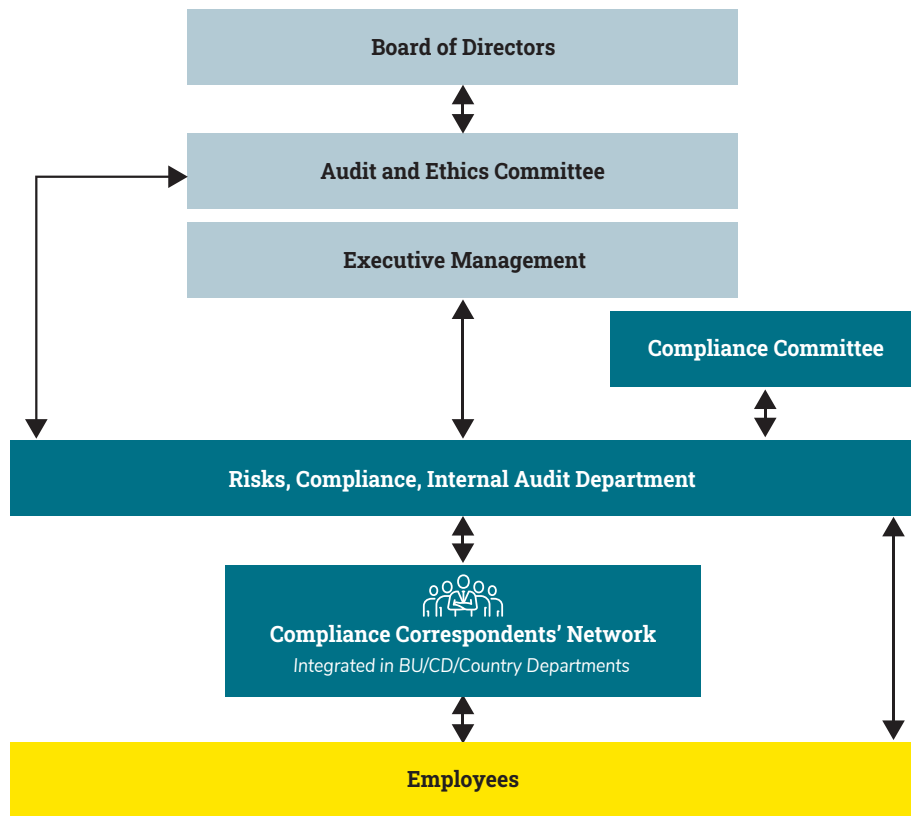 Board of Directors
Audit and Ethics Committee
Executive Management
Compliance Committee
Risks, Compliance, Internal Audit Department
Compliance Correspondents’ Network
Integrated in BU/CD/Country Departments
Employees